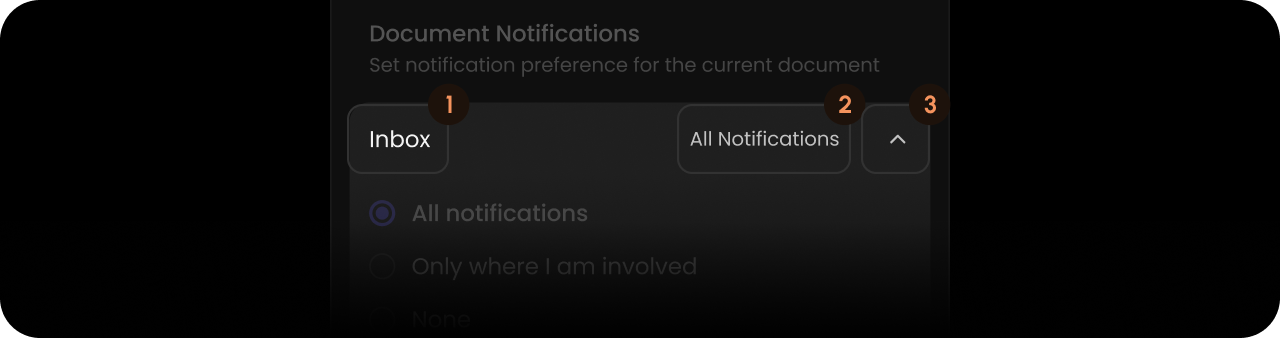 Document Notifications
Set notification preference for the current document
1 2 3
Inbox All Notifications
All notifications
Only where I am involved
None